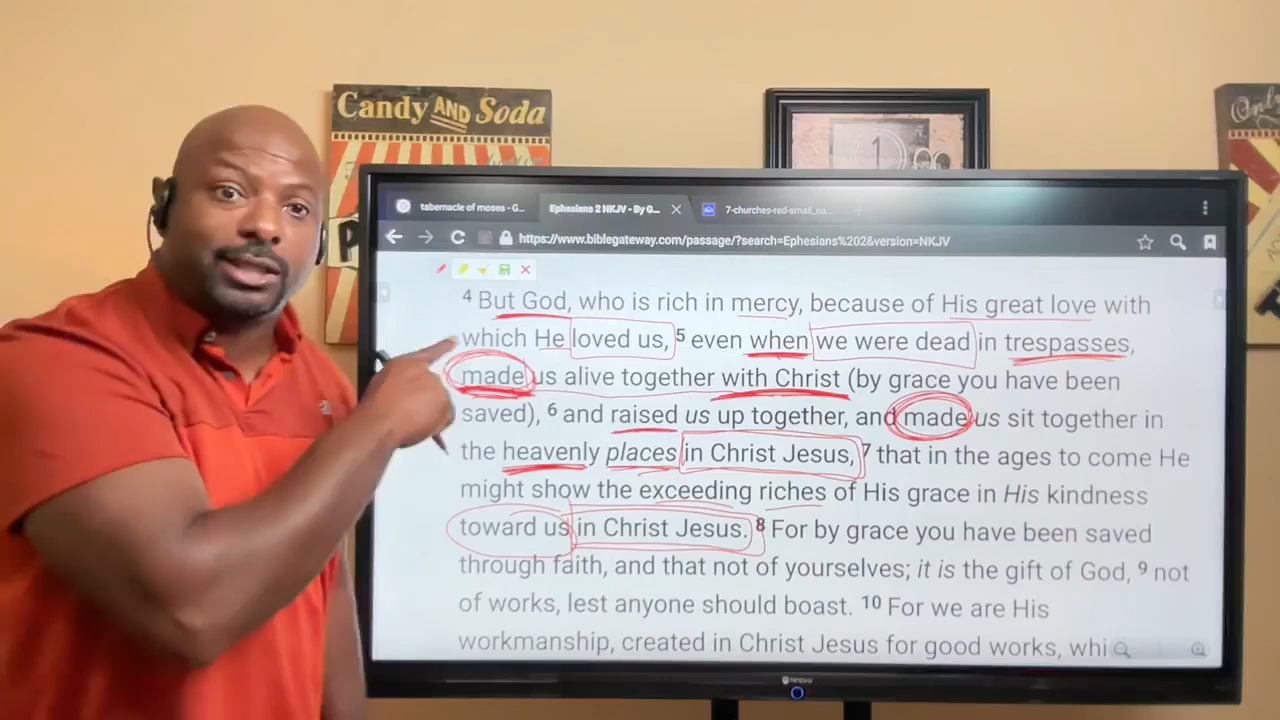 Candy AND Soda
Only
1
P
tabernacle of moses - G...
Ephesians 2 NKJV - By G...
7-churches-red-small_na...
https://www.biblegateway.com/passage/?search=Ephesians%202&version=NKJV
4 But God, who is rich in mercy, because of His great love with
which He loved us, 5 even when we were dead in trespasses,
made us alive together with Christ (by grace you have been
saved), 6 and raised us up together, and made us sit together in
the heavenly places in Christ Jesus, 7 that in the ages to come He
might show the exceeding riches of His grace in His kindness
toward us in Christ Jesus. 8 For by grace you have been saved
through faith, and that not of yourselves; it is the gift of God, 9 not
of works, lest anyone should boast. 10 For we are His
workmanship, created in Christ Jesus for good works, whi